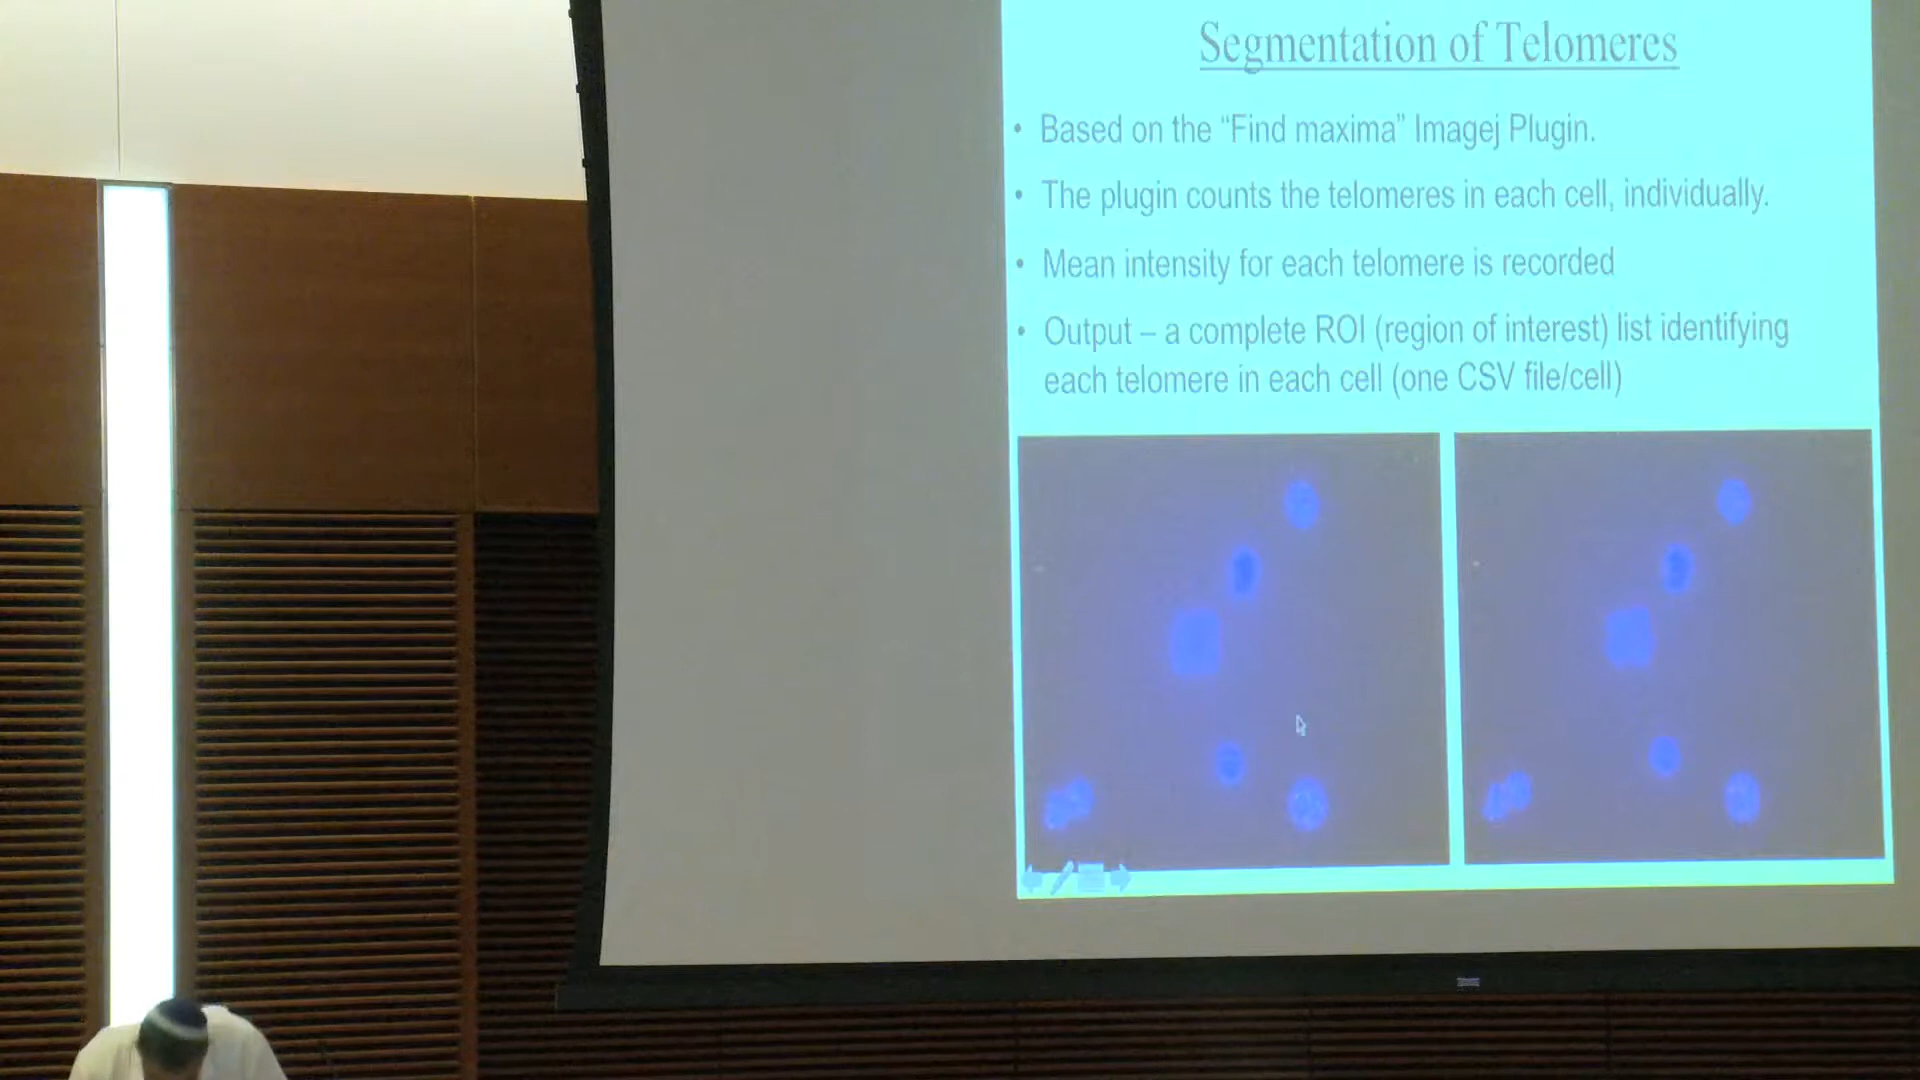 Segmentation of Telomeres
• Based on the “Find maxima” Imagej Plugin.
• The plugin counts the telomeres in each cell, individually.
• Mean intensity for each telomere is recorded
• Output – a complete ROI (region of interest) list identifying
each telomere in each cell (one CSV file/cell)